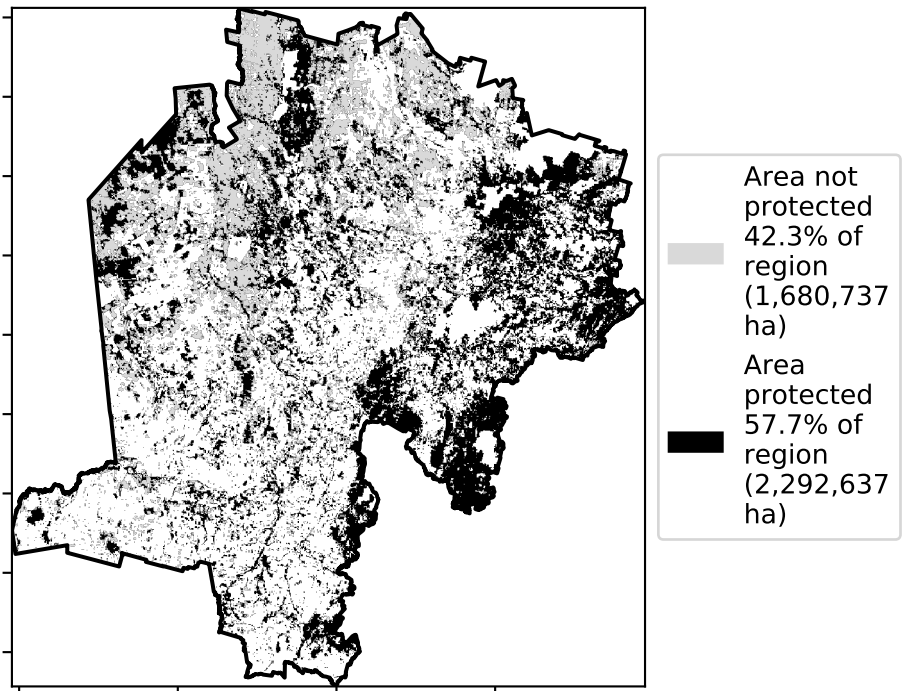 Area not
protected
42.3% of
region
(1,680,737
ha)
Area
protected
57.7% of
region
(2,292,637
ha)